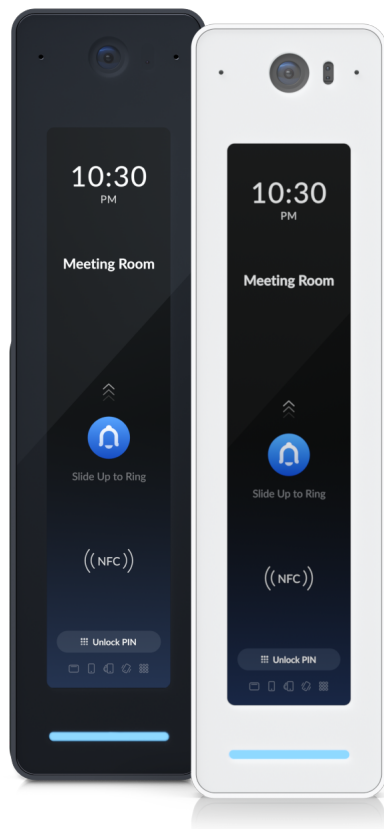 10:30
PM
Meeting Room
Slide Up to Ring
NFC
Unlock PIN
10:30
PM
Meeting Room
Slide Up to Ring
NFC
Unlock PIN